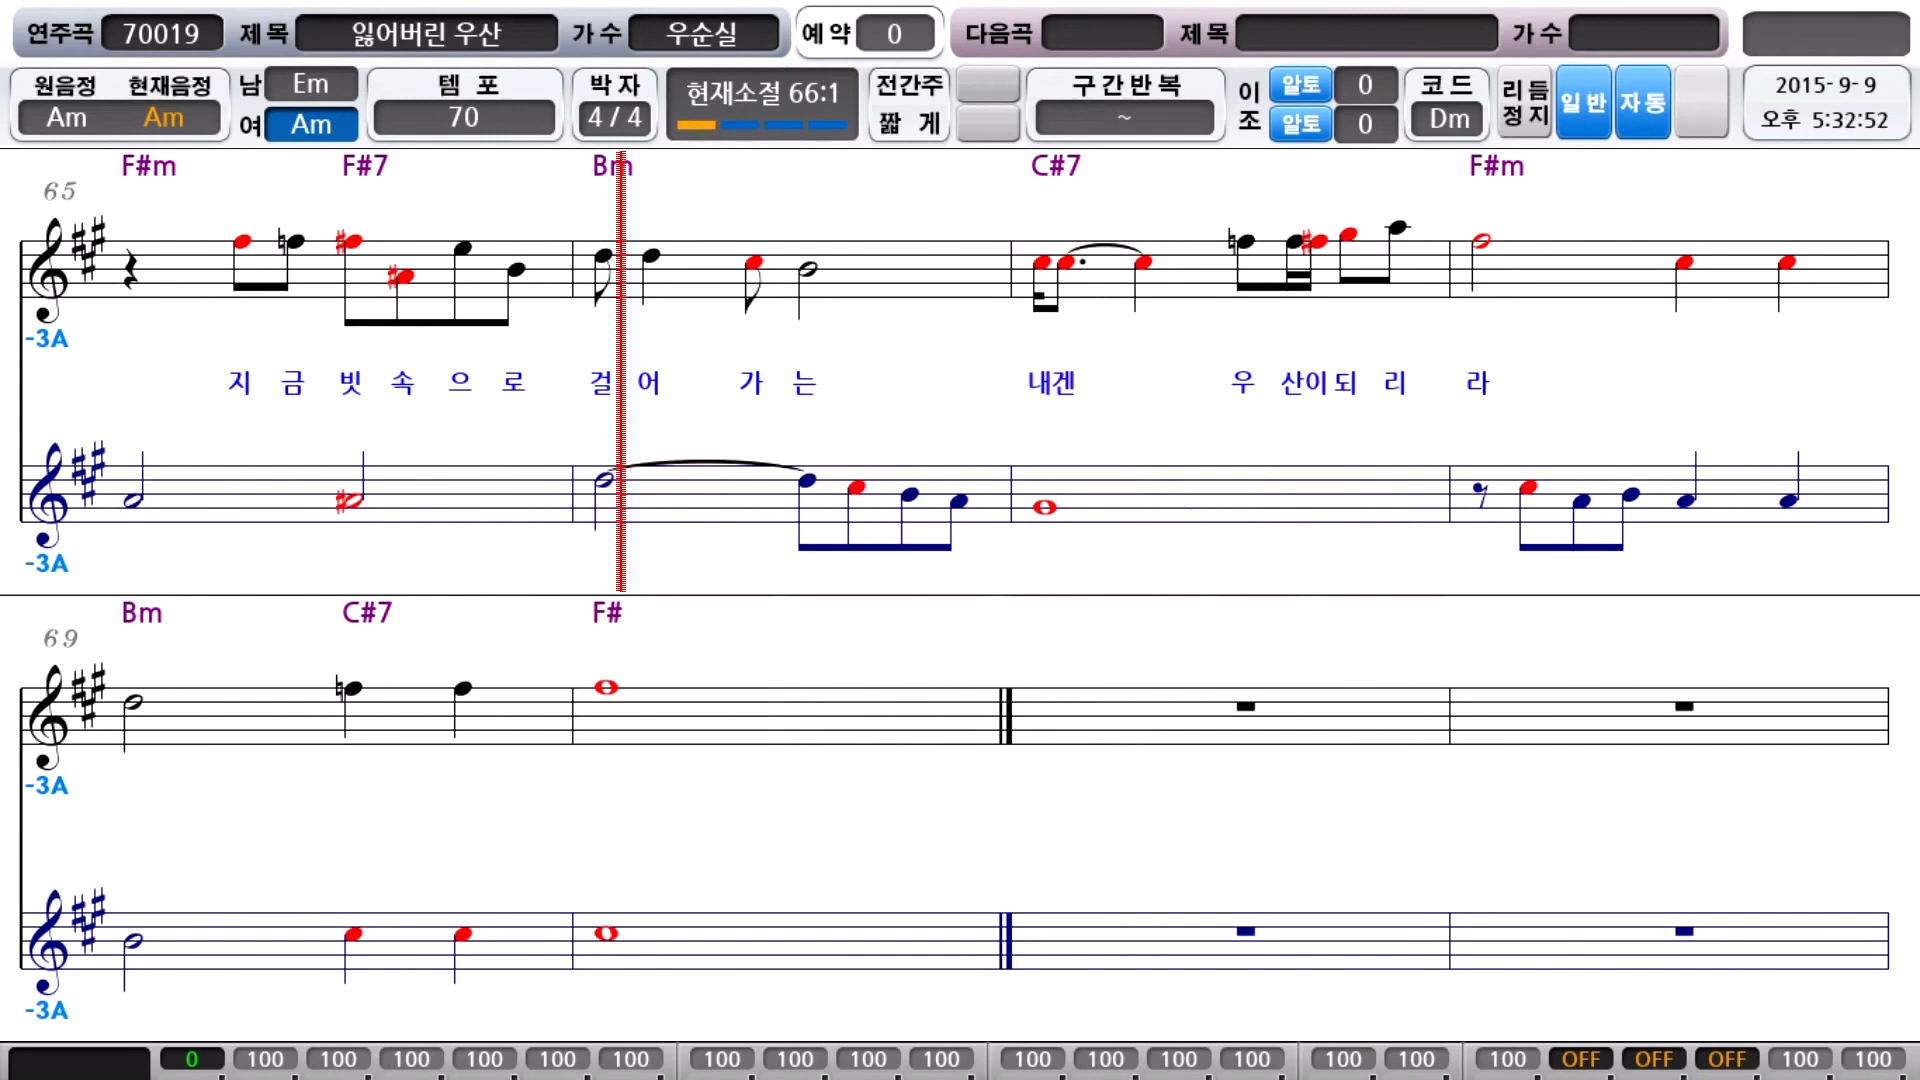 연주곡 70019 제 목 잃어버린 우산 가 수 우순실 예 약 0 다음곡 제 목 가 수
원음정 현재음정 남 Em 템 포 박 자 현재소절 66:1 전간주 구 간 반 복 이 알토 0 코 드 리 듬 일 반 자 동 2015- 9- 9
Am Am 여 Am 70 4 / 4 짧 게 ~ 조 알토 0 Dm 정 지 오후 5:32:52
F#m F#7 Bm C#7 F#m
65
-3A
지 금 빗 속 으 로 걸 어 가 는 내겐 우 산이 되 리 라
-3A
Bm C#7 F#
69
-3A
-3A
0 100 100 100 100 100 100 100 100 100 100 100 100 100 100 100 100 100 OFF OFF OFF 100 100